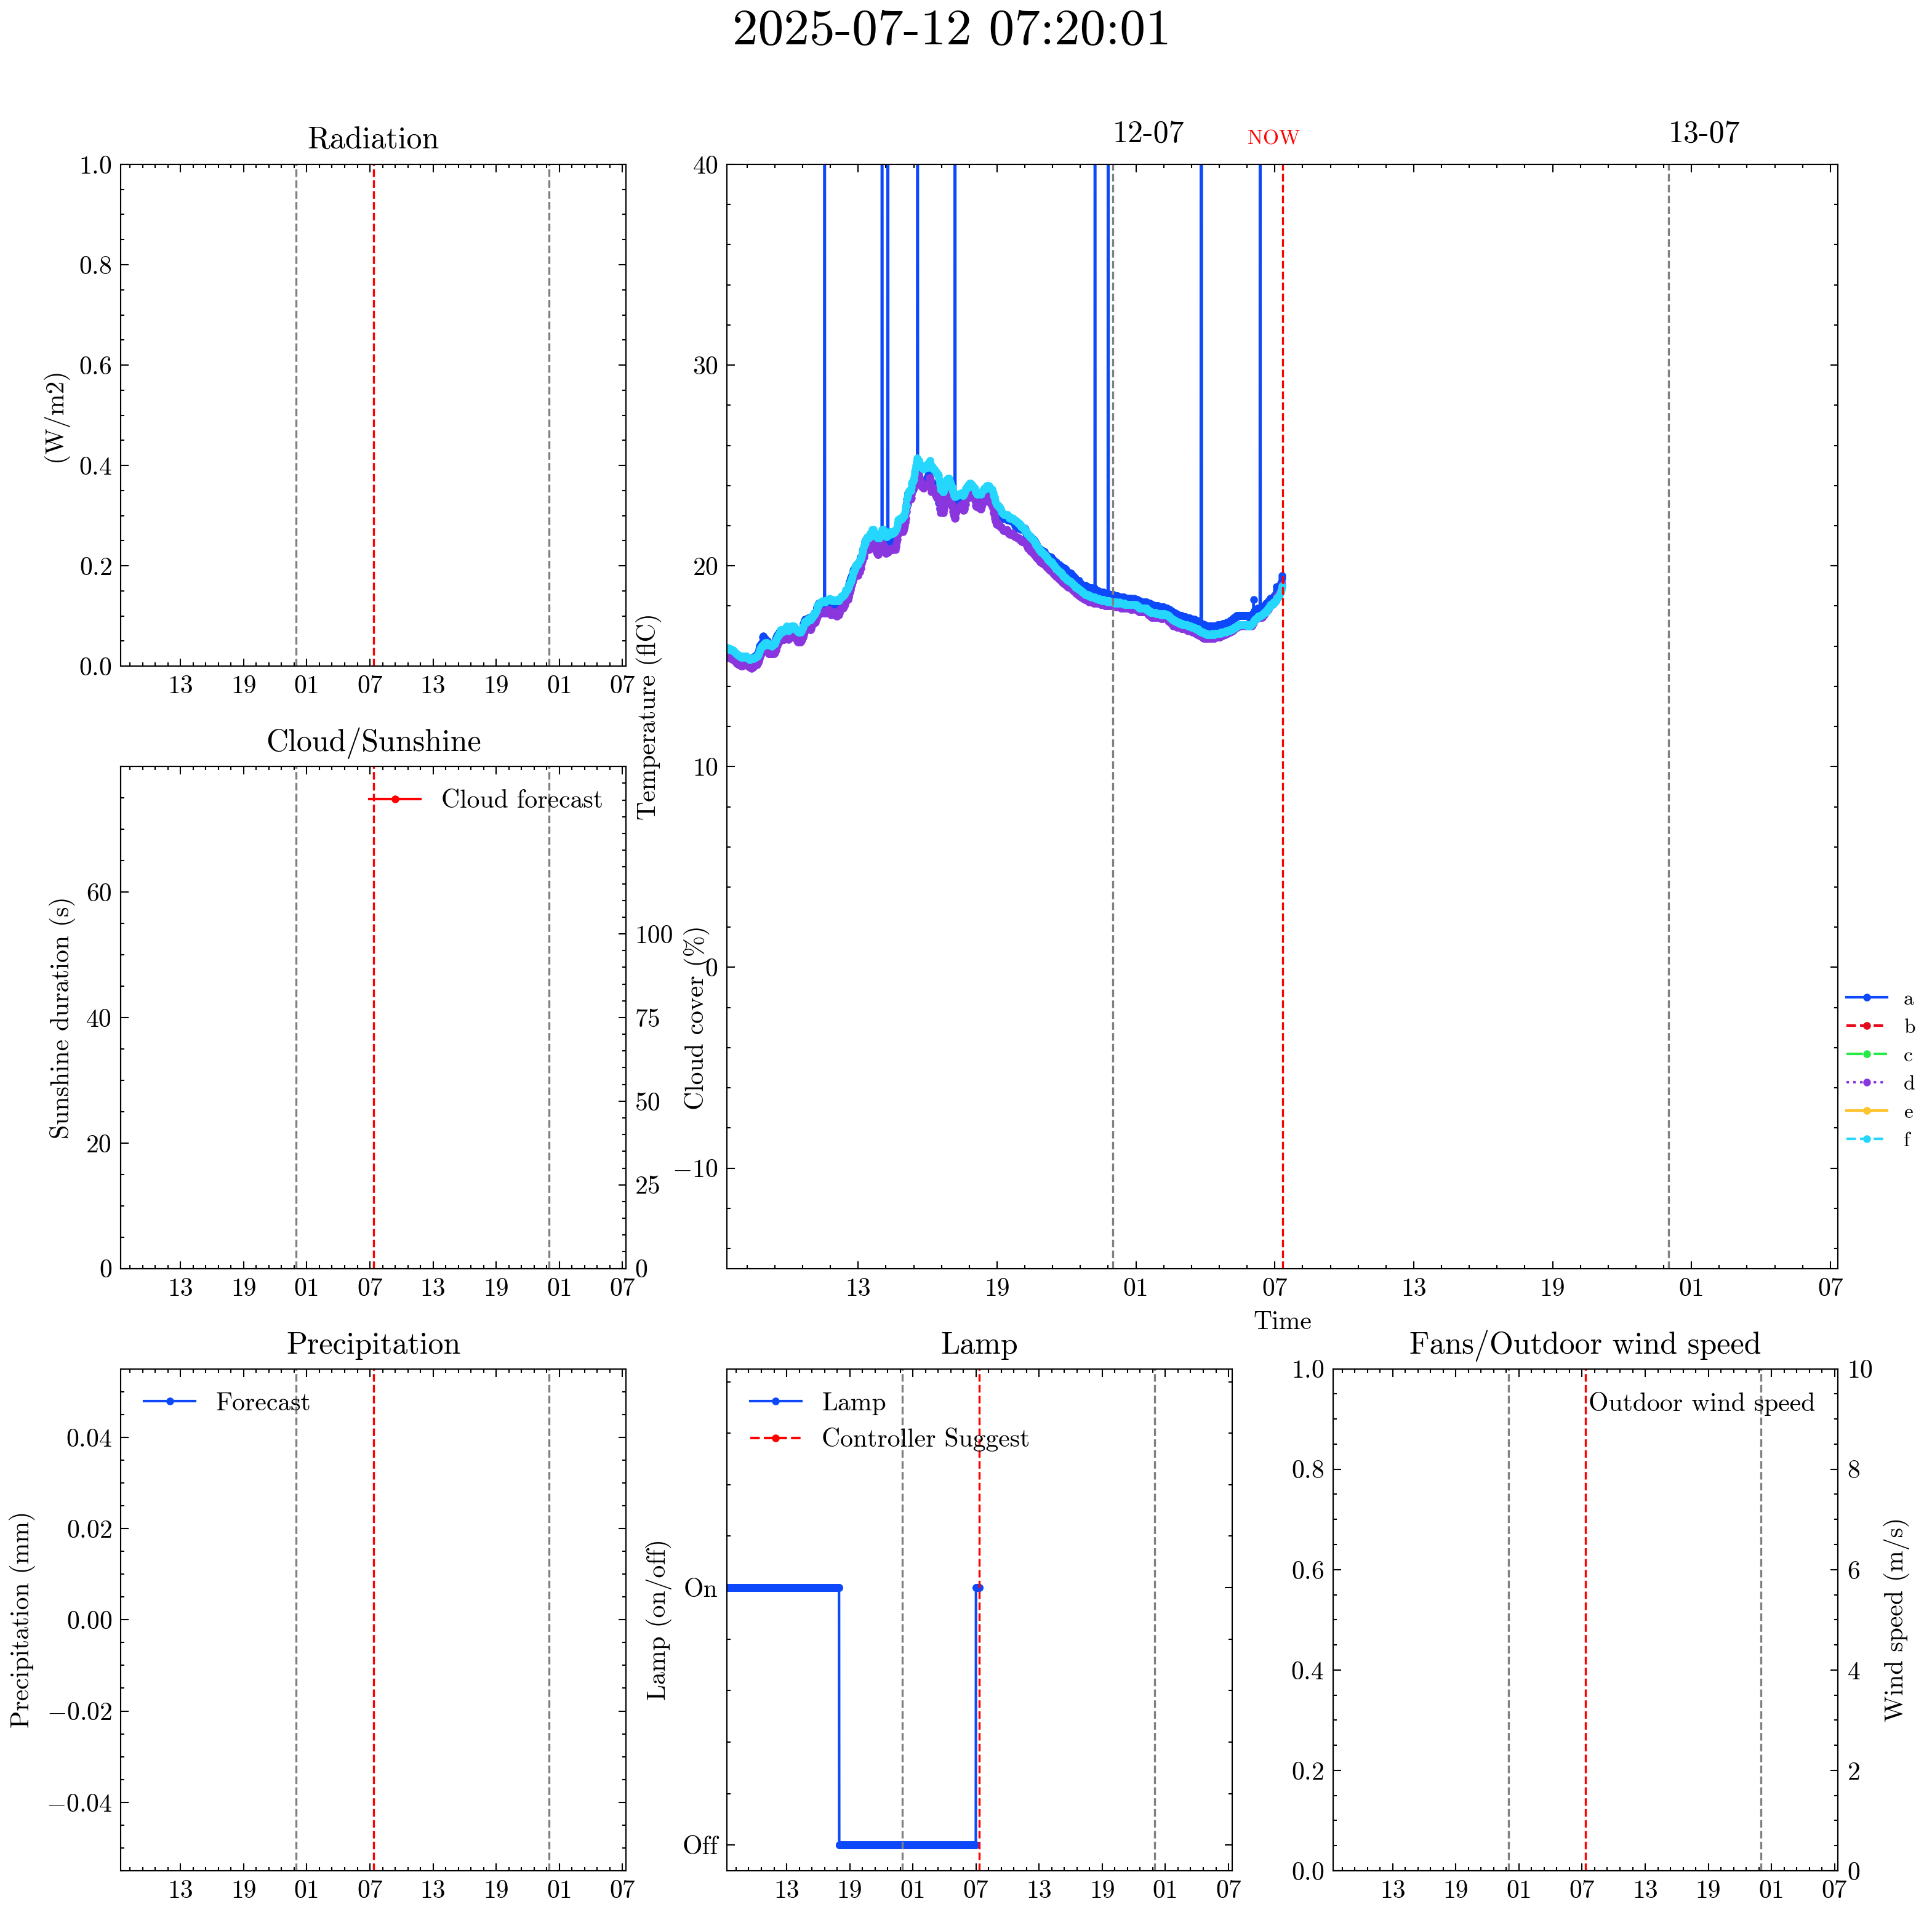 2025-07-12 07:20:01
Radiation
(W/m2)
1.0
0.8
0.6
0.4
0.2
0.0
13 19 01 07 13 19 01 07
12-07
NOW
13-07
Temperature (flC)
40
30
20
10
0
−10
13 19 01 07 13 19 01 07
Time
a
b
c
d
e
f
Cloud/Sunshine
Cloud forecast
Sunshine duration (s)
60
40
20
0
Cloud cover (%)
100
75
50
25
0
13 19 01 07 13 19 01 07
Precipitation
Forecast
Precipitation (mm)
0.04
0.02
0.00
−0.02
−0.04
13 19 01 07 13 19 01 07
Lamp
Lamp
Controller Suggest
Lamp (on/off)
On
Off
13 19 01 07 13 19 01 07
Fans/Outdoor wind speed
Outdoor wind speed
1.0
0.8
0.6
0.4
0.2
0.0
10
8
6
4
2
0
Wind speed (m/s)
13 19 01 07 13 19 01 07